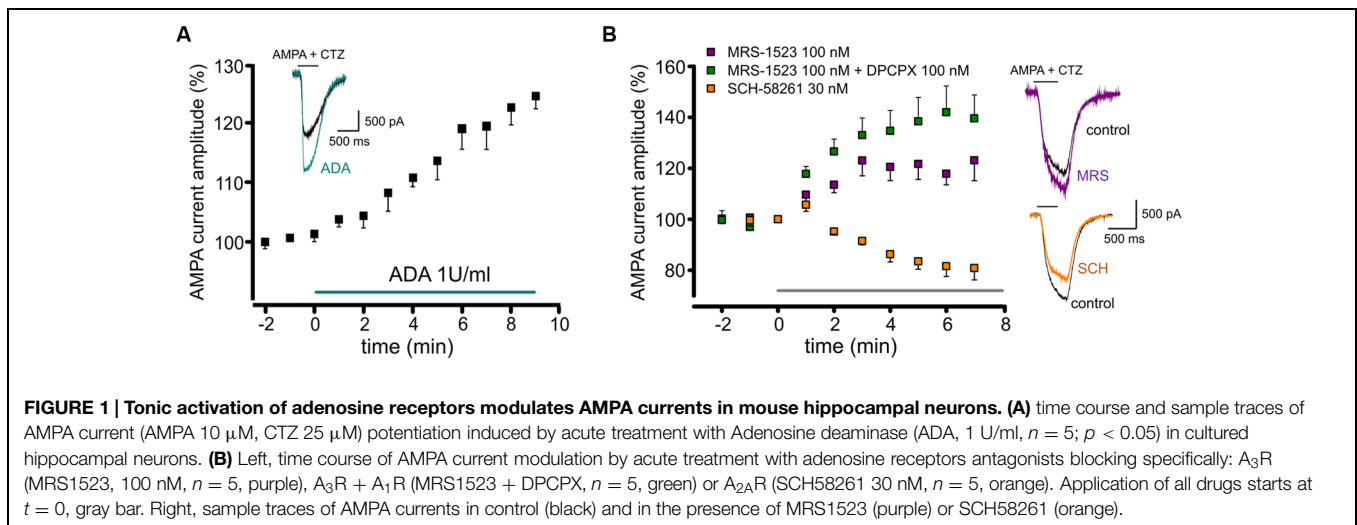 A
AMPA + CTZ
500 pA
500 ms
ADA
AMPA current amplitude (%)
130
120
110
100
ADA 1U/ml
-2 0 2 4 6 8 10
time (min)
B
MRS-1523 100 nM
MRS-1523 100 nM + DPCPX 100 nM
SCH-58261 30 nM
AMPA current amplitude (%)
160
140
120
100
80
-2 0 2 4 6 8
time (min)
AMPA + CTZ
control
MRS
500 pA
500 ms
SCH
control
FIGURE 1 | Tonic activation of adenosine receptors modulates AMPA currents in mouse hippocampal neurons. (A) time course and sample traces of
AMPA current (AMPA 10 μM, CTZ 25 μM) potentiation induced by acute treatment with Adenosine deaminase (ADA, 1 U/ml, n = 5; p < 0.05) in cultured
hippocampal neurons. (B) Left, time course of AMPA current modulation by acute treatment with adenosine receptors antagonists blocking specifically: A₃R
(MRS1523, 100 nM, n = 5, purple), A₃R + A₁R (MRS1523 + DPCPX, n = 5, green) or A₂AR (SCH58261 30 nM, n = 5, orange). Application of all drugs starts at
t = 0, gray bar. Right, sample traces of AMPA currents in control (black) and in the presence of MRS1523 (purple) or SCH58261 (orange).